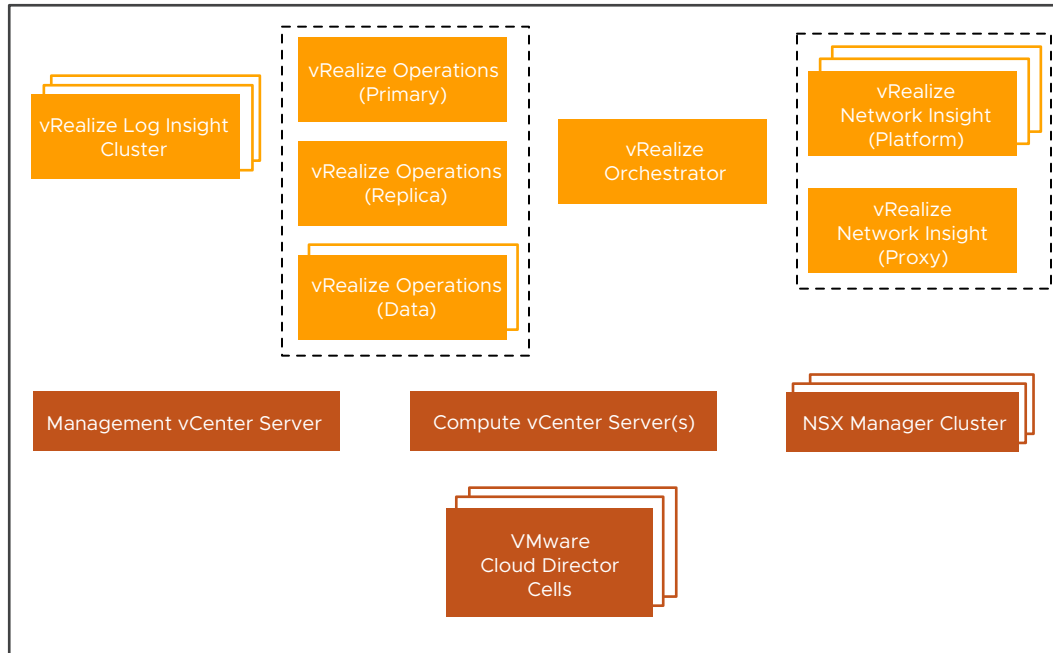 vRealize Log Insight
Cluster
vRealize Operations
(Primary)
vRealize Operations
(Replica)
vRealize Operations
(Data)
vRealize
Orchestrator
vRealize
Network Insight
(Platform)
vRealize
Network Insight
(Proxy)
Management vCenter Server
Compute vCenter Server(s)
NSX Manager Cluster
VMware
Cloud Director
Cells